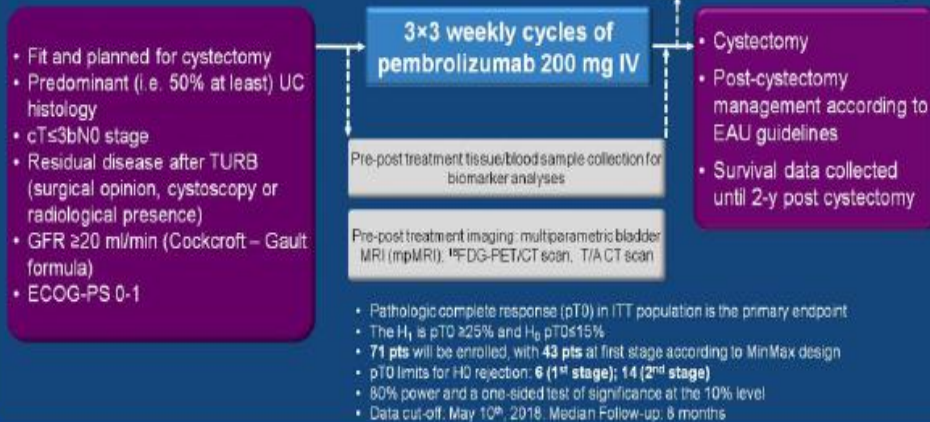 • Fit and planned for cystectomy
• Predominant (i.e. 50% at least) UC
histology
• cT≤3bN0 stage
• Residual disease after TURB
(surgical opinion, cystoscopy or
radiological presence)
• GFR ≥20 ml/min (Cockcroft – Gault
formula)
• ECOG-PS 0-1
3×3 weekly cycles of
pembrolizumab 200 mg IV
Pre-post treatment tissue/blood sample collection for
biomarker analyses
Pre-post treatment imaging: multiparametric bladder
MRI (mpMRI); ¹⁸FDG-PET/CT scan, T/A CT scan
• Cystectomy
• Post-cystectomy
management according to
EAU guidelines
• Survival data collected
until 2-y post cystectomy
• Pathologic complete response (pT0) in ITT population is the primary endpoint
• The H₁ is pT0 ≥25% and H₀ pT0≤15%
• 71 pts will be enrolled, with 43 pts at first stage according to MinMax design
• pT0 limits for H0 rejection: 6 (1ˢᵗ stage); 14 (2ⁿᵈ stage)
• 80% power and a one-sided test of significance at the 10% level
• Data cut-off: May 10ᵗʰ, 2018. Median Follow-up: 8 months